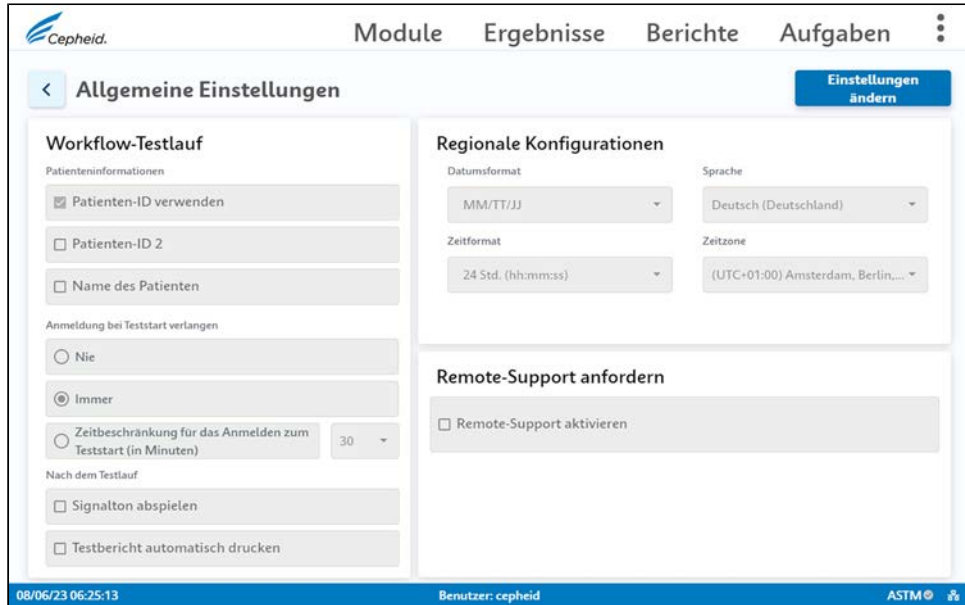 Cepheid.
Module
Ergebnisse
Berichte
Aufgaben
Allgemeine Einstellungen
Einstellungen
ändern
Workflow-Testlauf
Patienteninformationen
Patienten-ID verwenden
Patienten-ID 2
Name des Patienten
Anmeldung bei Teststart verlangen
Nie
Immer
Zeitbeschränkung für das Anmelden zum
Teststart (in Minuten)
30
Nach dem Testlauf
Signalton abspielen
Testbericht automatisch drucken
Regionale Konfigurationen
Datumsformat
Sprache
MM/TT/JJ
Deutsch (Deutschland)
Zeitformat
Zeitzone
24 Std. (hh:mm:ss)
(UTC+01:00) Amsterdam, Berlin,...
Remote-Support anfordern
Remote-Support aktivieren
08/06/23 06:25:13
Benutzer: cepheid
ASTM